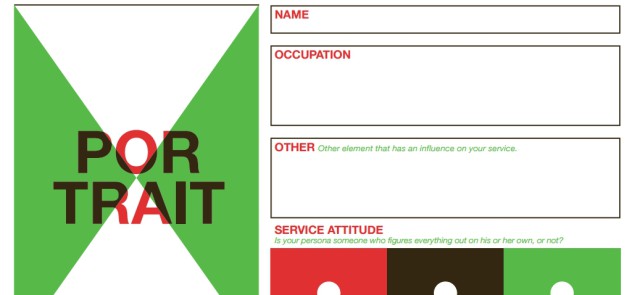 POR
TRAIT
NAME
OCCUPATION
OTHER Other element that has an influence on your service.
SERVICE ATTITUDE
Is your persona someone who figures everything out on his or her own, or not?